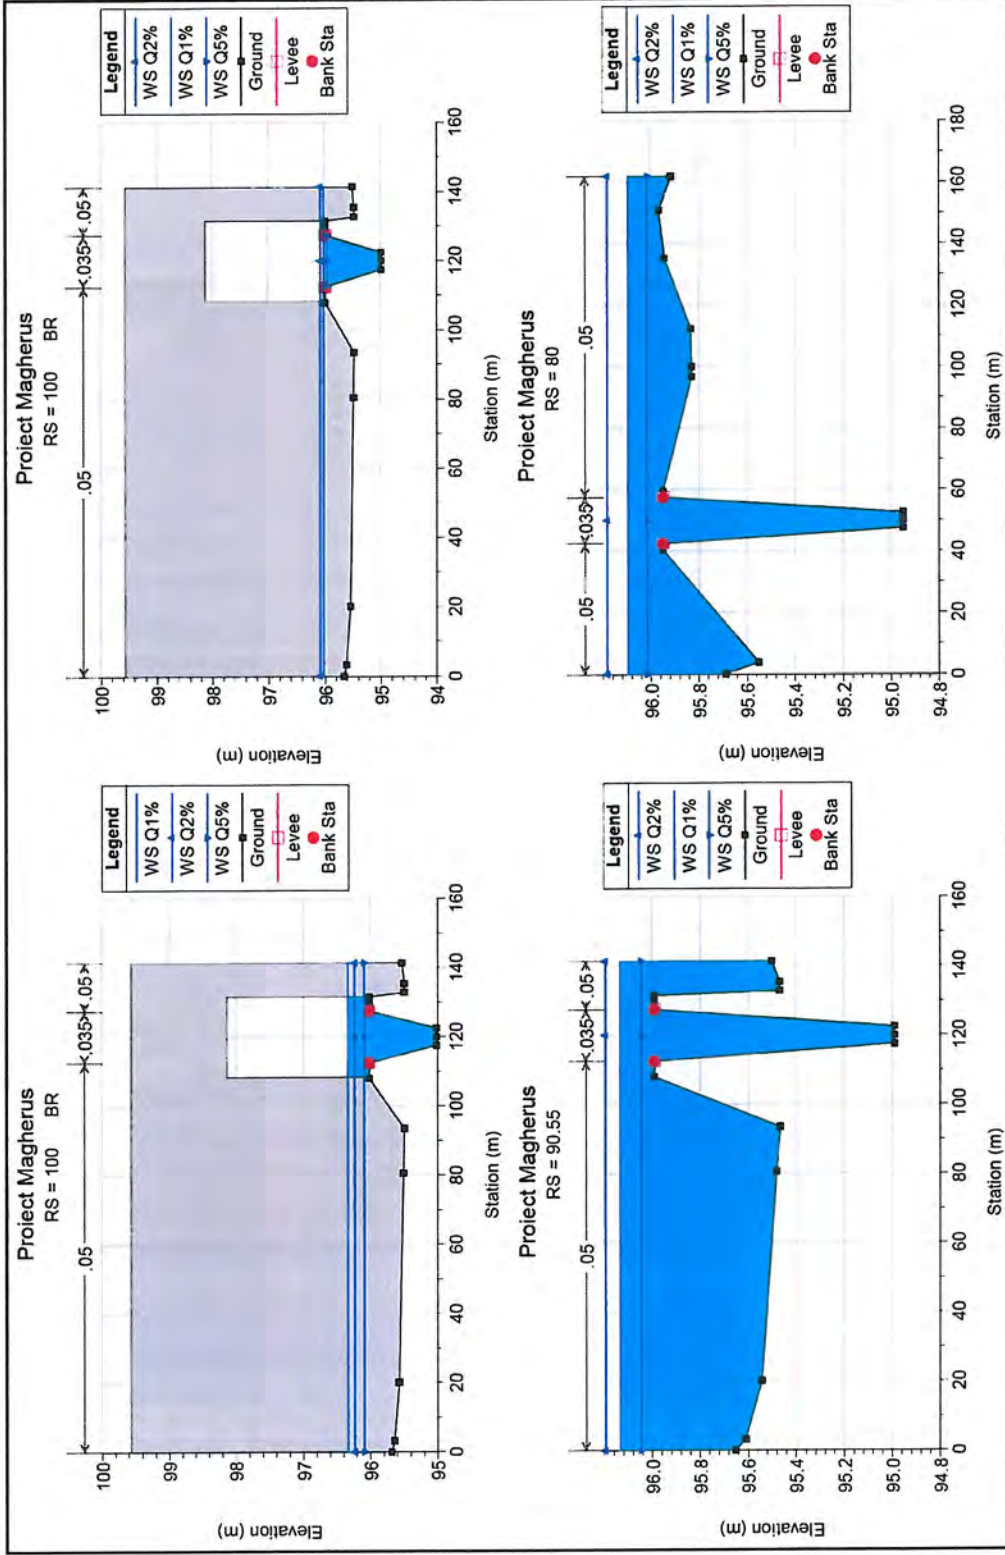 Proiect Magherus
RS = 100 BR
.05
.035
.05
Legend
WS Q1%
WS Q2%
WS Q5%
Ground
Levee
Bank Sta
Elevation (m)
100
99
98
97
96
95
0
20
40
60
80
100
120
140
160
Station (m)
Proiect Magherus
RS = 100 BR
.05
.035
.05
Legend
WS Q2%
WS Q1%
WS Q5%
Ground
Levee
Bank Sta
Elevation (m)
100
99
98
97
96
95
94
0
20
40
60
80
100
120
140
160
Station (m)
Proiect Magherus
RS = 90.55
.05
.035
.05
Legend
WS Q2%
WS Q1%
WS Q5%
Ground
Levee
Bank Sta
Elevation (m)
96.0
95.8
95.6
95.4
95.2
95.0
94.8
0
20
40
60
80
100
120
140
160
Station (m)
Proiect Magherus
RS = 80
.05
.035
.05
Legend
WS Q2%
WS Q1%
WS Q5%
Ground
Levee
Bank Sta
Elevation (m)
96.0
95.8
95.6
95.4
95.2
95.0
94.8
0
20
40
60
80
100
120
140
160
180
Station (m)